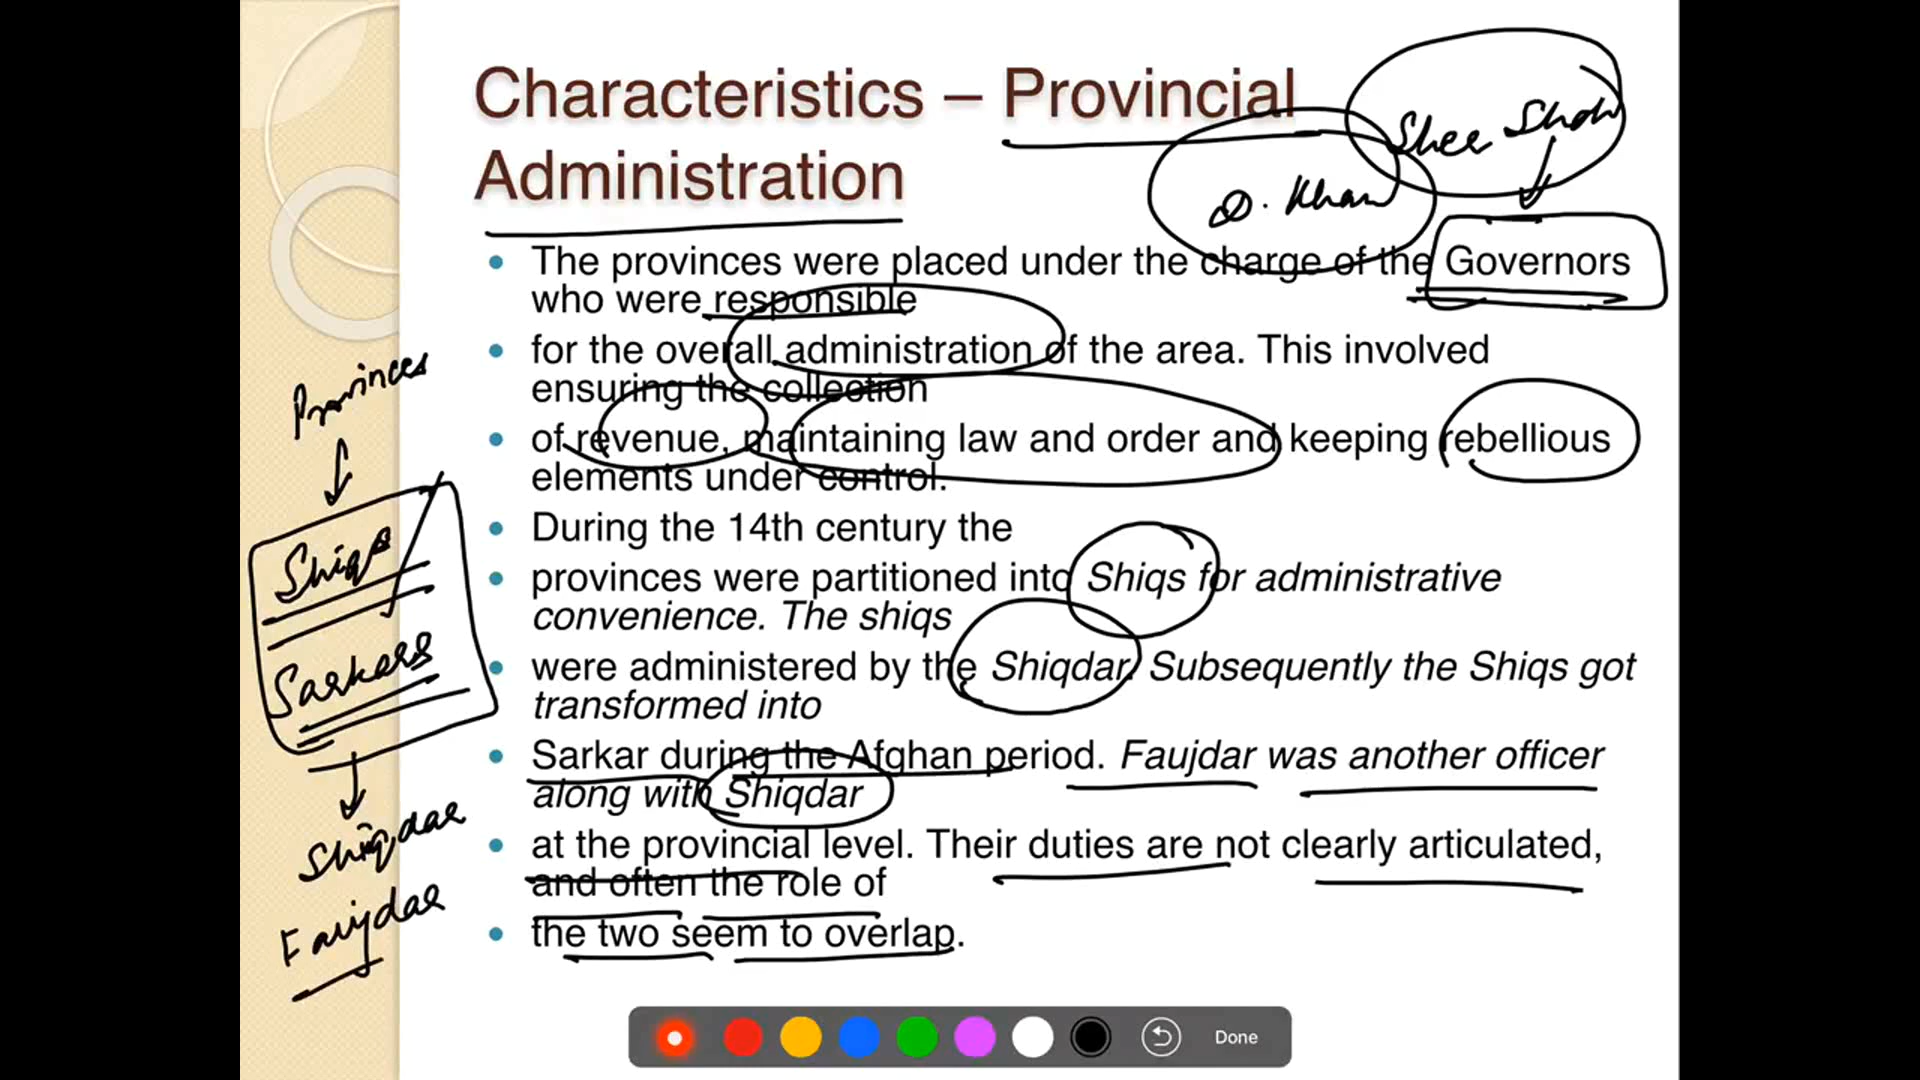 Characteristics – Provincial
Administration
Sher Shah
D. Khan
• The provinces were placed under the charge of the Governors
who were responsible
• for the overall administration of the area. This involved
ensuring the collection
• of revenue, maintaining law and order and keeping rebellious
elements under control.
• During the 14th century the
• provinces were partitioned into Shiqs for administrative
convenience. The shiqs
• were administered by the Shiqdar. Subsequently the Shiqs got
transformed into
• Sarkar during the Afghan period. Faujdar was another officer
along with Shiqdar
• at the provincial level. Their duties are not clearly articulated,
and often the role of
• the two seem to overlap.
Provinces
Shiqs
Sarkars
Shiqdar
Faujdar
Done